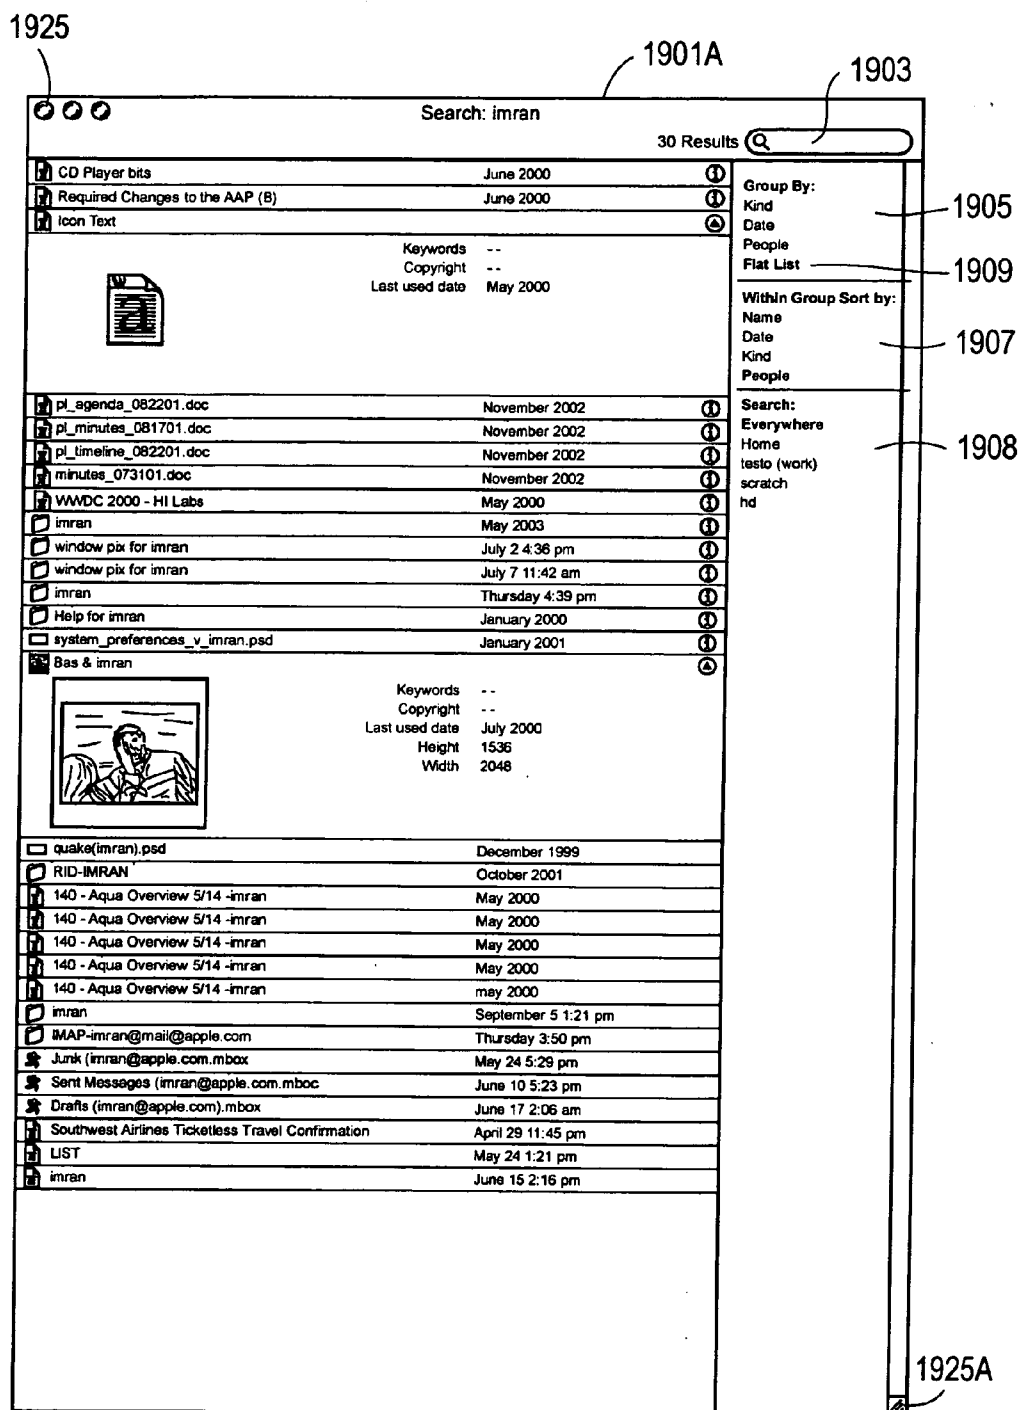 1925
1901A
1903
Search: imran
30 Results
CD Player bits June 2000
Required Changes to the AAP (8) June 2000
Icon Text
Keywords --
Copyright --
Last used date May 2000
pl_agenda_082201.doc November 2002
pl_minutes_081701.doc November 2002
pl_timeline_082201.doc November 2002
minutes_073101.doc November 2002
WWDC 2000 - HI Labs May 2000
imran May 2003
window pix for imran July 2 4:36 pm
window pix for imran July 7 11:42 am
imran Thursday 4:39 pm
Help for imran January 2000
system_preferences_v_imran.psd January 2001
Bas & imran
Keywords --
Copyright --
Last used date July 2000
Height 1536
Width 2048
quake(imran).psd December 1999
RID-IMRAN October 2001
140 - Aqua Overview 5/14 -imran May 2000
140 - Aqua Overview 5/14 -imran May 2000
140 - Aqua Overview 5/14 -imran May 2000
140 - Aqua Overview 5/14 -imran May 2000
140 - Aqua Overview 5/14 -imran may 2000
imran September 5 1:21 pm
IMAP-imran@mail@apple.com Thursday 3:50 pm
Junk (imran@apple.com.mbox May 24 5:29 pm
Sent Messages (imran@apple.com.mboc June 10 5:23 pm
Drafts (imran@apple.com).mbox June 17 2:06 am
Southwest Airlines Ticketless Travel Confirmation April 29 11:45 pm
LIST May 24 1:21 pm
imran June 15 2:16 pm
Group By:
Kind
Date
People
Flat List
Within Group Sort by:
Name
Date
Kind
People
Search:
Everywhere
Home
testo (work)
scratch
hd
1905
1909
1907
1908
1925A